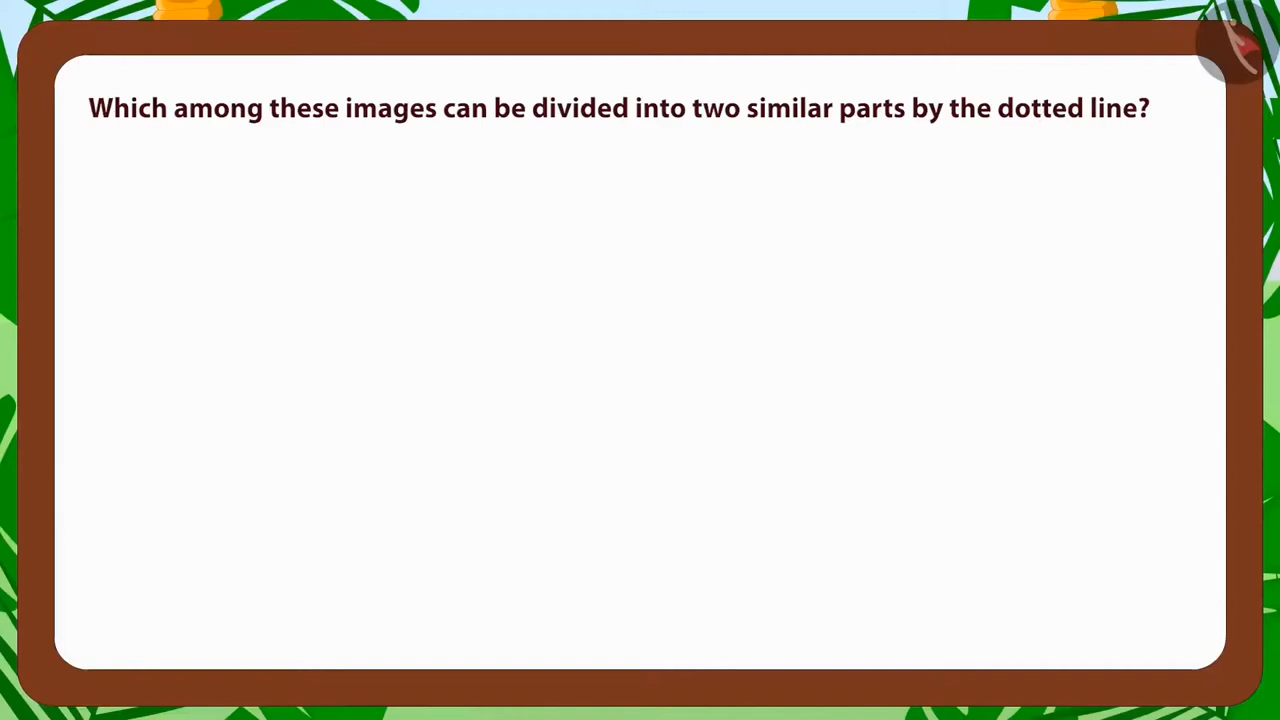 Which among these images can be divided into two similar parts by the dotted line?